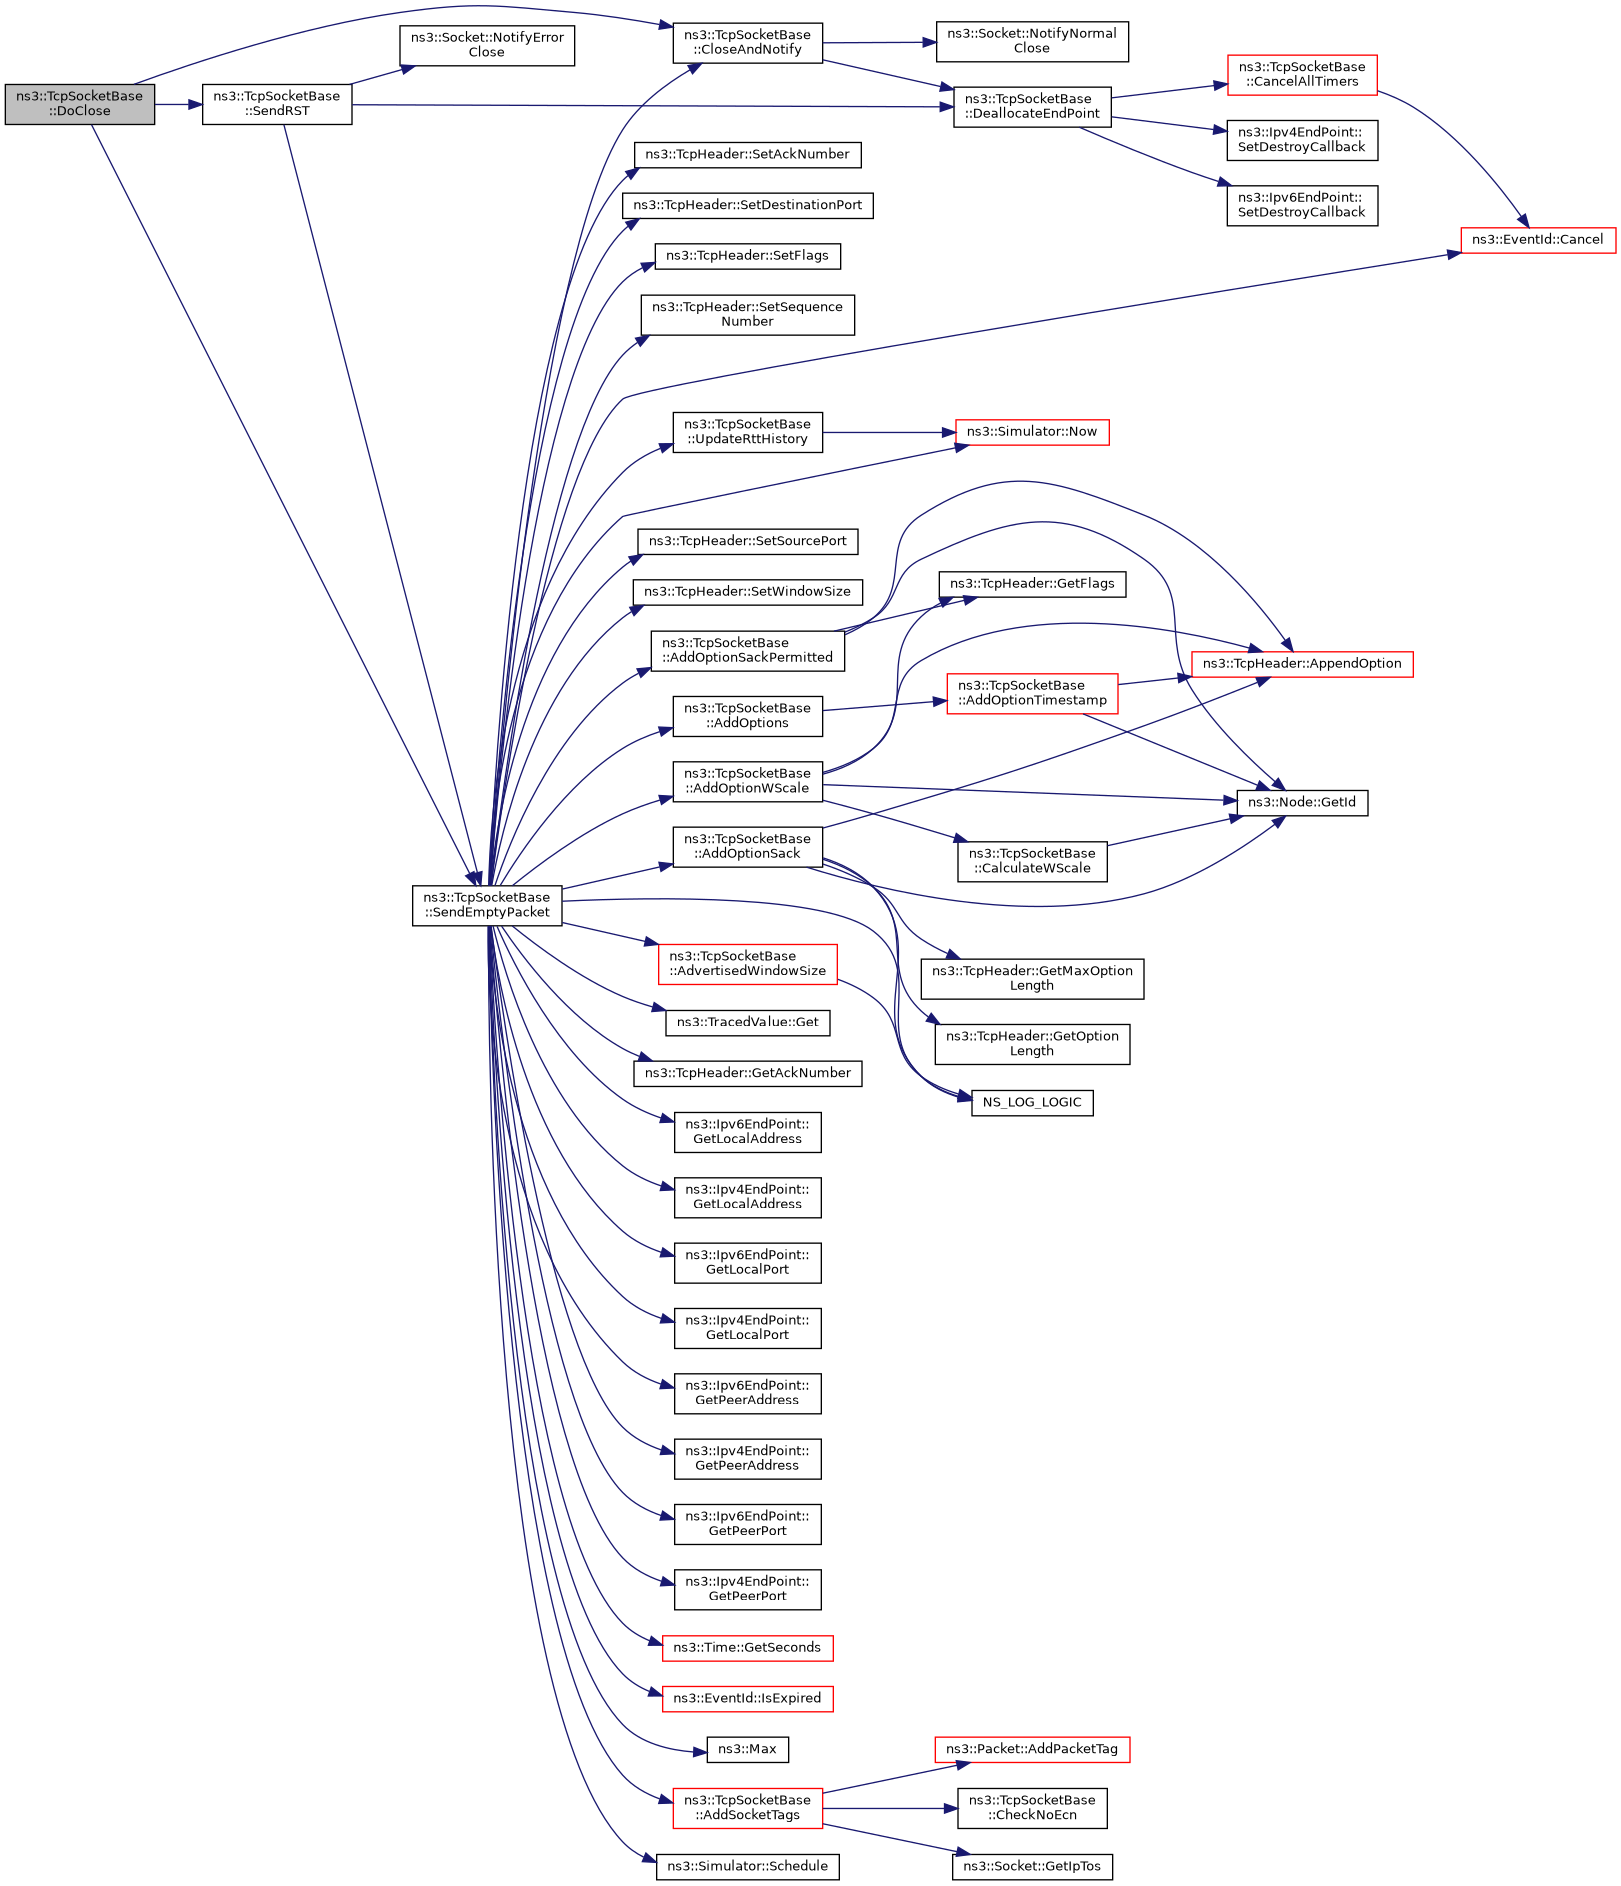 ns3::TcpSocketBase
::DoClose
ns3::TcpSocketBase
::SendRST
ns3::Socket::NotifyError
Close
ns3::TcpSocketBase
::CloseAndNotify
ns3::Socket::NotifyNormal
Close
ns3::TcpSocketBase
::DeallocateEndPoint
ns3::TcpSocketBase
::CancelAllTimers
ns3::Ipv4EndPoint::
SetDestroyCallback
ns3::Ipv6EndPoint::
SetDestroyCallback
ns3::EventId::Cancel
ns3::TcpHeader::SetAckNumber
ns3::TcpHeader::SetDestinationPort
ns3::TcpHeader::SetFlags
ns3::TcpHeader::SetSequence
Number
ns3::TcpSocketBase
::UpdateRttHistory
ns3::Simulator::Now
ns3::TcpHeader::SetSourcePort
ns3::TcpHeader::SetWindowSize
ns3::TcpHeader::GetFlags
ns3::TcpSocketBase
::AddOptionSackPermitted
ns3::TcpHeader::AppendOption
ns3::TcpSocketBase
::AddOptions
ns3::TcpSocketBase
::AddOptionTimestamp
ns3::TcpSocketBase
::AddOptionWScale
ns3::Node::GetId
ns3::TcpSocketBase
::AddOptionSack
ns3::TcpSocketBase
::CalculateWScale
ns3::TcpSocketBase
::SendEmptyPacket
ns3::TcpSocketBase
::AdvertisedWindowSize
ns3::TcpHeader::GetMaxOption
Length
ns3::TracedValue::Get
ns3::TcpHeader::GetOption
Length
ns3::TcpHeader::GetAckNumber
NS_LOG_LOGIC
ns3::Ipv6EndPoint::
GetLocalAddress
ns3::Ipv4EndPoint::
GetLocalAddress
ns3::Ipv6EndPoint::
GetLocalPort
ns3::Ipv4EndPoint::
GetLocalPort
ns3::Ipv6EndPoint::
GetPeerAddress
ns3::Ipv4EndPoint::
GetPeerAddress
ns3::Ipv6EndPoint::
GetPeerPort
ns3::Ipv4EndPoint::
GetPeerPort
ns3::Time::GetSeconds
ns3::EventId::IsExpired
ns3::Max
ns3::Packet::AddPacketTag
ns3::TcpSocketBase
::AddSocketTags
ns3::TcpSocketBase
::CheckNoEcn
ns3::Simulator::Schedule
ns3::Socket::GetIpTos